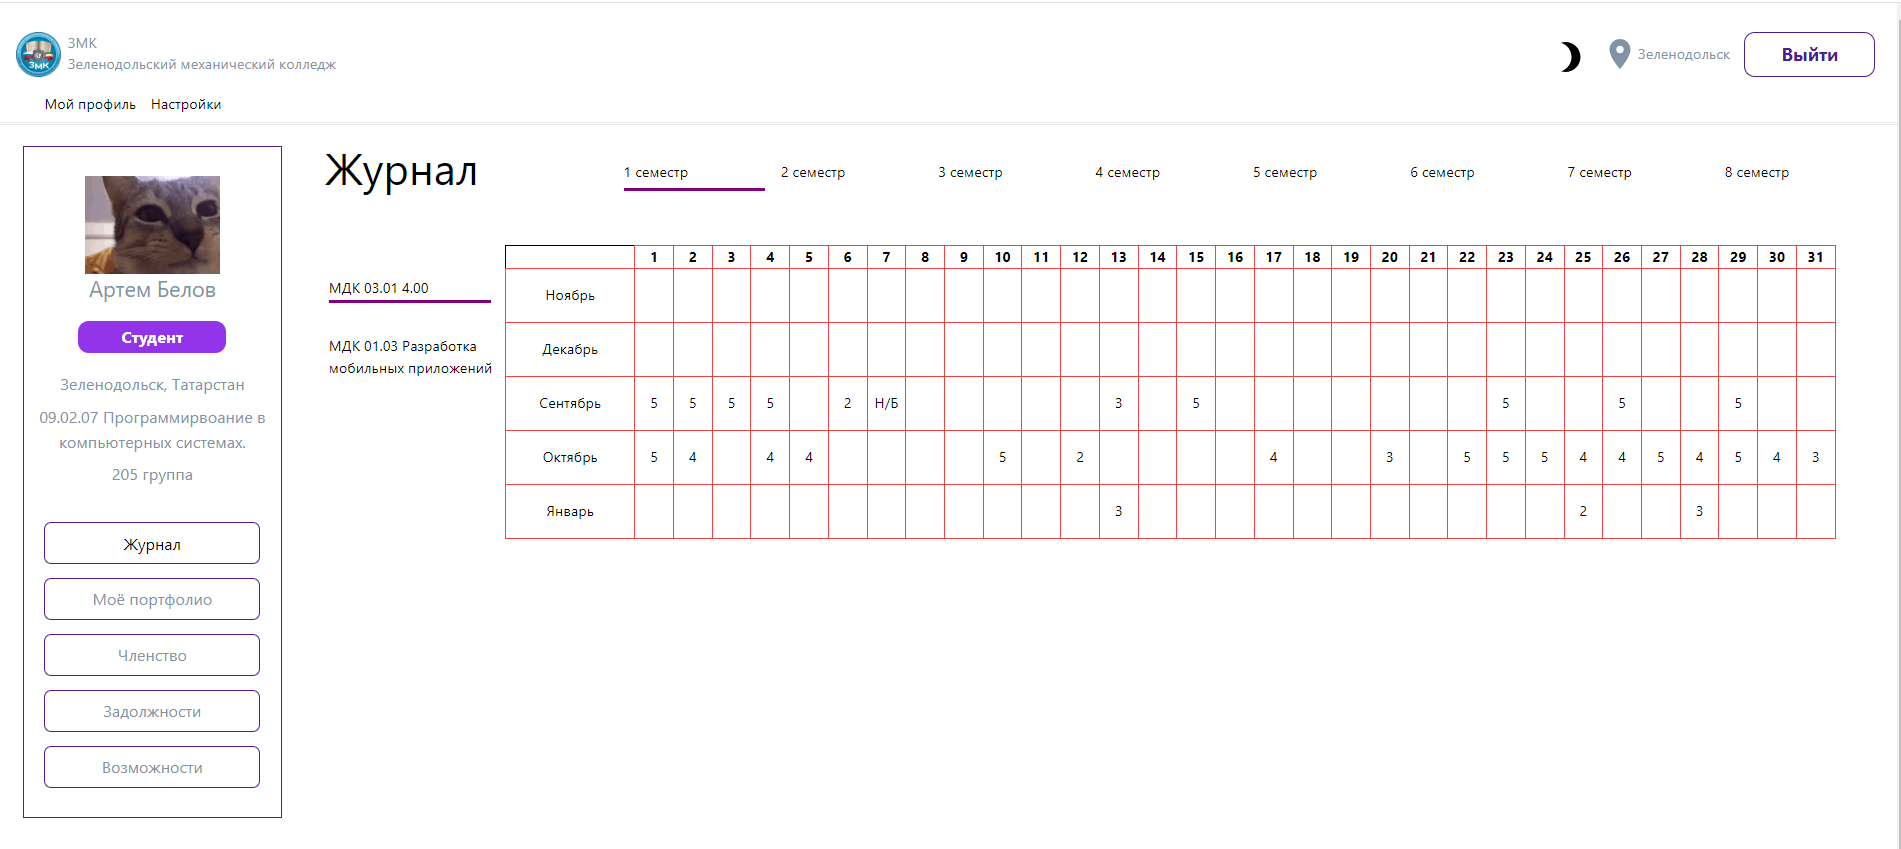 ЗМК
Зеленодольский механический колледж
Зеленодольск
Выйти
Мой профиль Настройки
Артем Белов
Студент
Зеленодольск, Татарстан
09.02.07 Программирвоание в
компьютерных системах.
205 группа
Журнал
Моё портфолио
Членство
Задолжности
Возможности
Журнал
1 семестр 2 семестр 3 семестр 4 семестр 5 семестр 6 семестр 7 семестр 8 семестр
МДК 03.01 4.00
МДК 01.03 Разработка
мобильных приложений
1 2 3 4 5 6 7 8 9 10 11 12 13 14 15 16 17 18 19 20 21 22 23 24 25 26 27 28 29 30 31
Ноябрь
Декабрь
Сентябрь 5 5 5 5 2 Н/Б 3 5 5 5 5
Октябрь 5 4 4 4 5 2 4 3 5 5 5 4 4 5 4 5 4 3
Январь 3 2 3